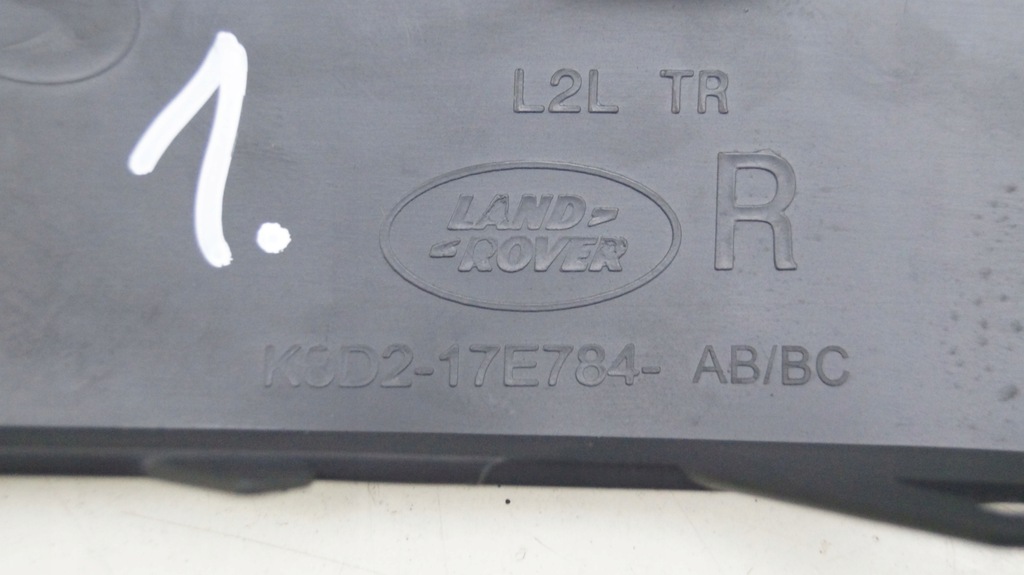 1.
L2L TR
LAND
ROVER
R
K8D2-17E784- AB/BC